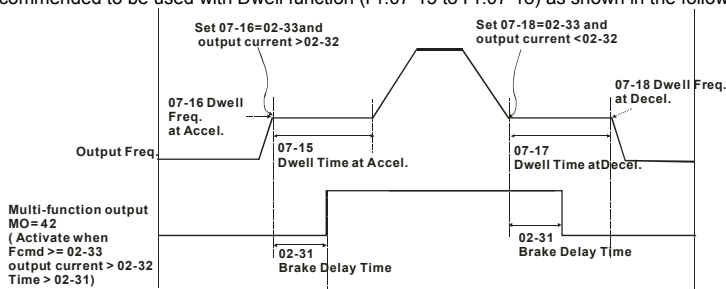 commended to be used with Dwell function (Pr.07-15 to Pr.07-18) as shown in the follow
Set 07-16=02-33and
output current >02-32
Set 07-18=02-33 and
output current <02-32
07-16 Dwell
Freq.
at Accel.
07-18 Dwell Freq.
at Decel.
07-15
Dwell Time at Accel.
07-17
Dwell Time atDecel.
Output Freq.
Multi-function output
MO=42
( Activate when
Fcmd >= 02-33
output current > 02-32
Time > 02-31)
02-31
Brake Delay Time
02-31
Brake Delay Time